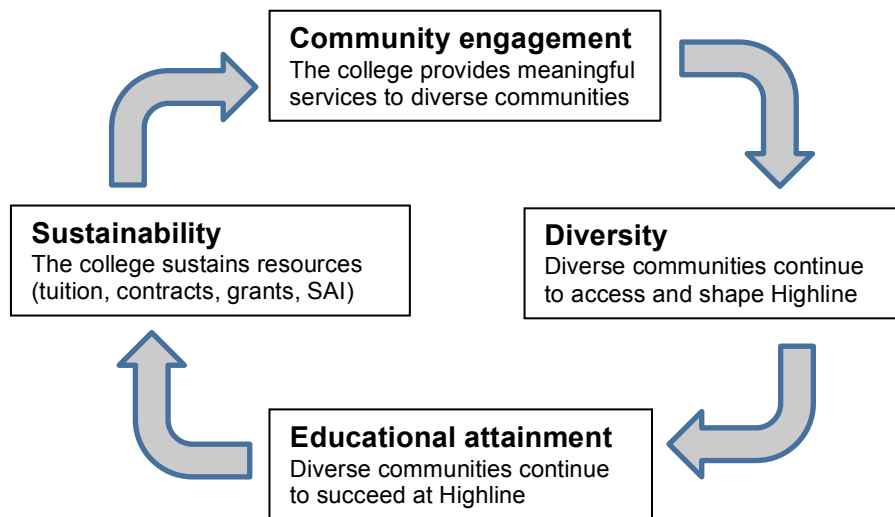 Community engagement
The college provides meaningful
services to diverse communities
Sustainability
The college sustains resources
(tuition, contracts, grants, SAI)
Diversity
Diverse communities continue
to access and shape Highline
Educational attainment
Diverse communities continue
to succeed at Highline